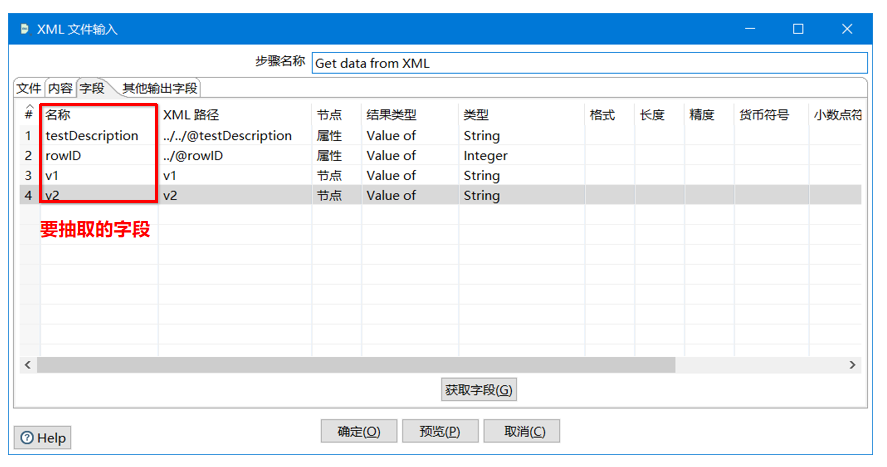 XML 文件输入
步骤名称 Get data from XML
文件 内容 字段 其他输出字段
# 名称 XML 路径 节点 结果类型 类型 格式 长度 精度 货币符号 小数点符
1 testDescription ../../@testDescription 属性 Value of String
2 rowID ../@rowID 属性 Value of Integer
3 v1 v1 节点 Value of String
4 v2 v2 节点 Value of String
要抽取的字段
获取字段(G)
Help 确定(O) 预览(P) 取消(C)